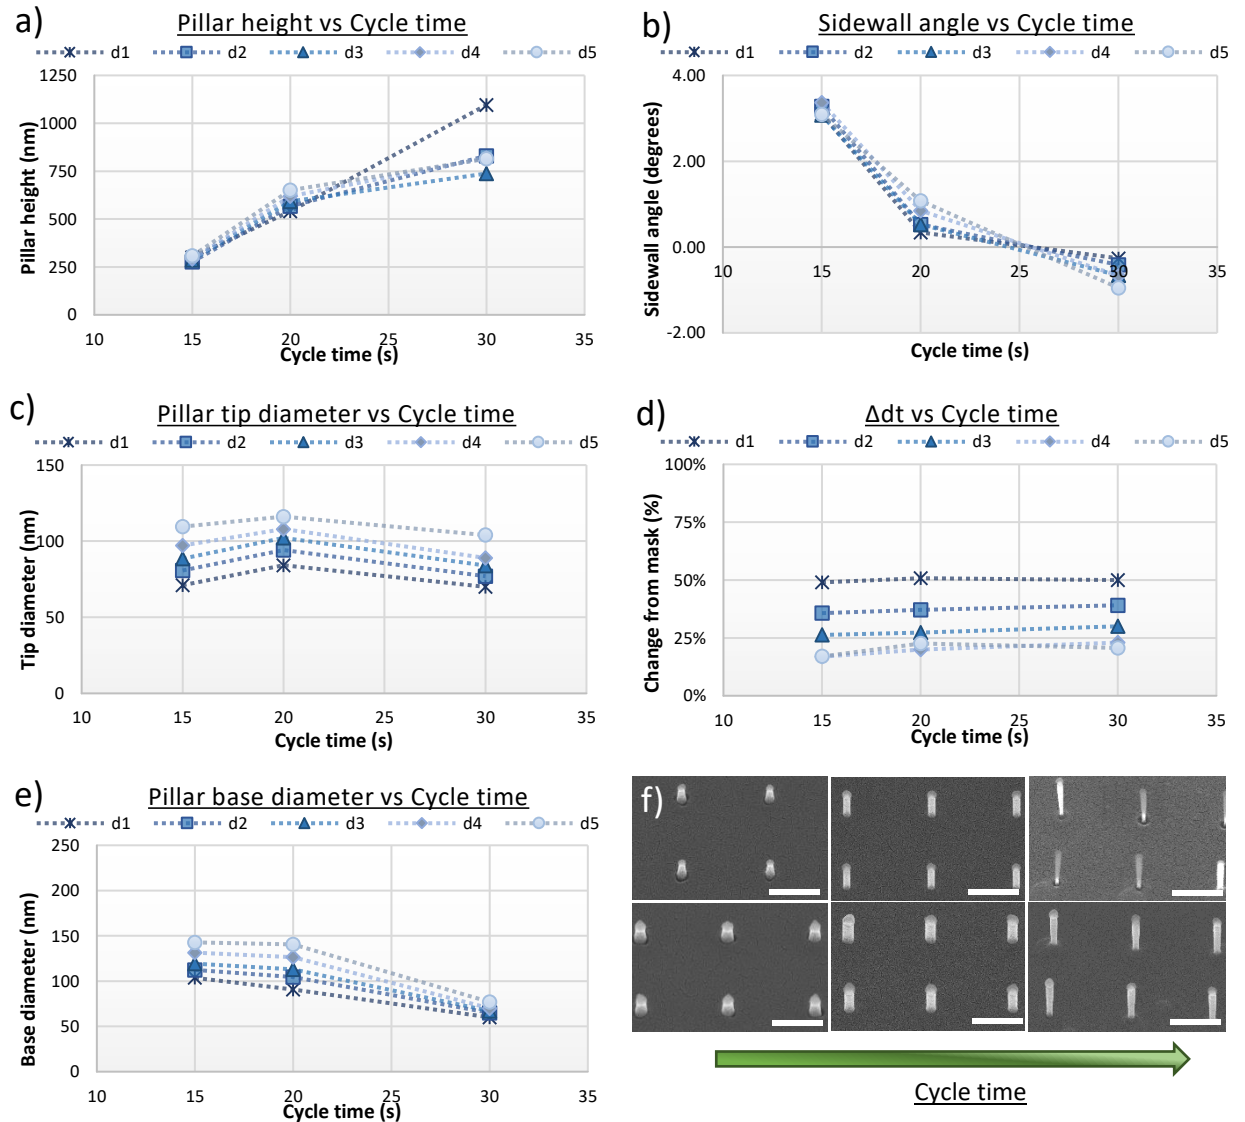 a)
Pillar height vs Cycle time
d1 d2 d3 d4 d5
1250
1000
750
500
250
0
10 15 20 25 30 35
Pillar height (nm)
Cycle time (s)
b)
Sidewall angle vs Cycle time
d1 d2 d3 d4 d5
4.00
2.00
0.00
-2.00
10 15 20 25 30 35
Sidewall angle (degrees)
Cycle time (s)
c)
Pillar tip diameter vs Cycle time
d1 d2 d3 d4 d5
150
100
50
0
10 15 20 25 30 35
Tip diameter (nm)
Cycle time (s)
d)
Δdt vs Cycle time
d1 d2 d3 d4 d5
100%
75%
50%
25%
0%
10 15 20 25 30 35
Change from mask (%)
Cycle time (s)
e)
Pillar base diameter vs Cycle time
d1 d2 d3 d4 d5
250
200
150
100
50
0
10 15 20 25 30 35
Base diameter (nm)
Cycle time (s)
f)
Cycle time